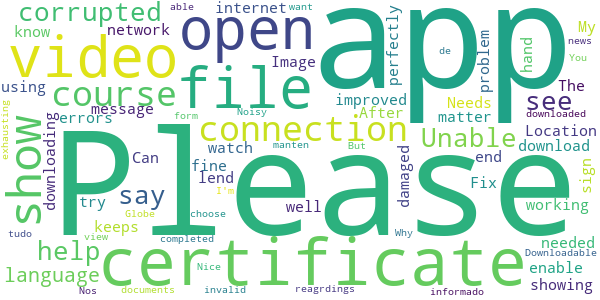 corrupted
know
network
internet
able
want
open
app
perfectly
de
problem
hand
My
news
You
video
file
Image
using
course
message
improved
Needs
see
The
downloaded
exhausting
show
downloading
errors
Noisy
form
After
matter
Location
connection
Unable
download
Please
Can
watch
manten
But
fine
try
say
lend
I'm
well
damaged
end
Fix
working
sign
keeps
Globe
choose
Why
needed
tudo
help
view
completed
certificate
enable
Downloadable
language
Nice
showing
Nos
documents
invalid
reagrdings
informado